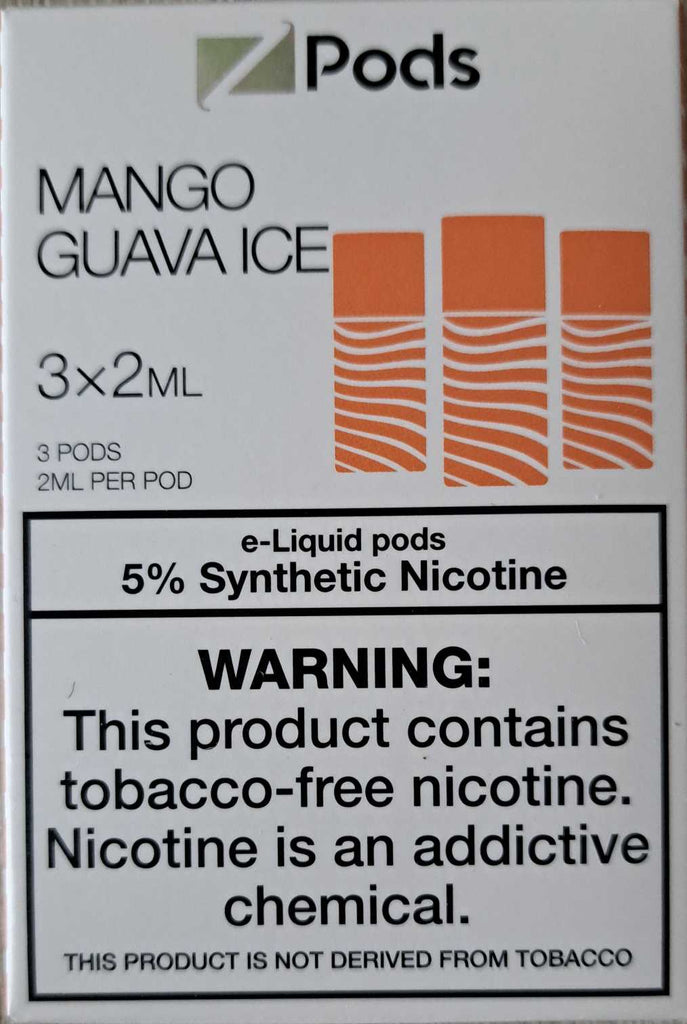 Z Pods
MANGO
GUAVA ICE
3×2ML
3 PODS
2ML PER POD
e-Liquid pods
5% Synthetic Nicotine
WARNING:
This product contains
tobacco-free nicotine.
Nicotine is an addictive
chemical.
THIS PRODUCT IS NOT DERIVED FROM TOBACCO